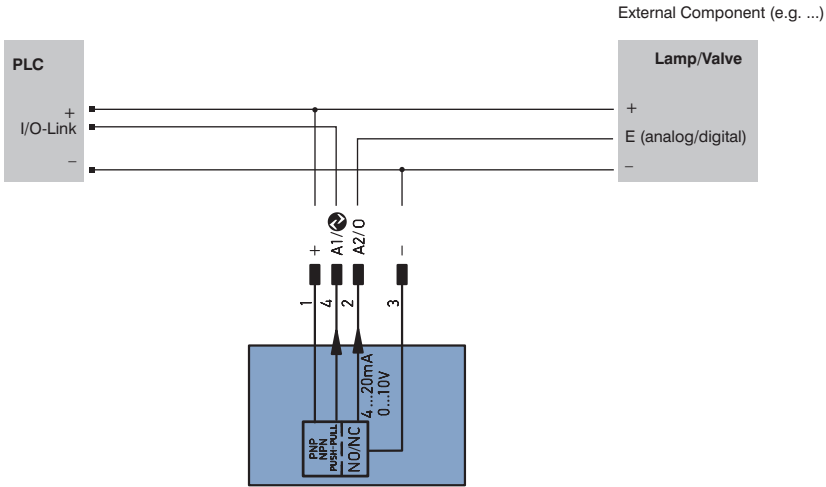 External Component (e.g. ...)
PLC
Lamp/Valve
+
+
I/O-Link
E (analog/digital)
–
–
+
A1/
A2/O
–
1
4
2
3
4...20mA
0...10V
PNP
NPN
PUSH-PULL
NO/NC